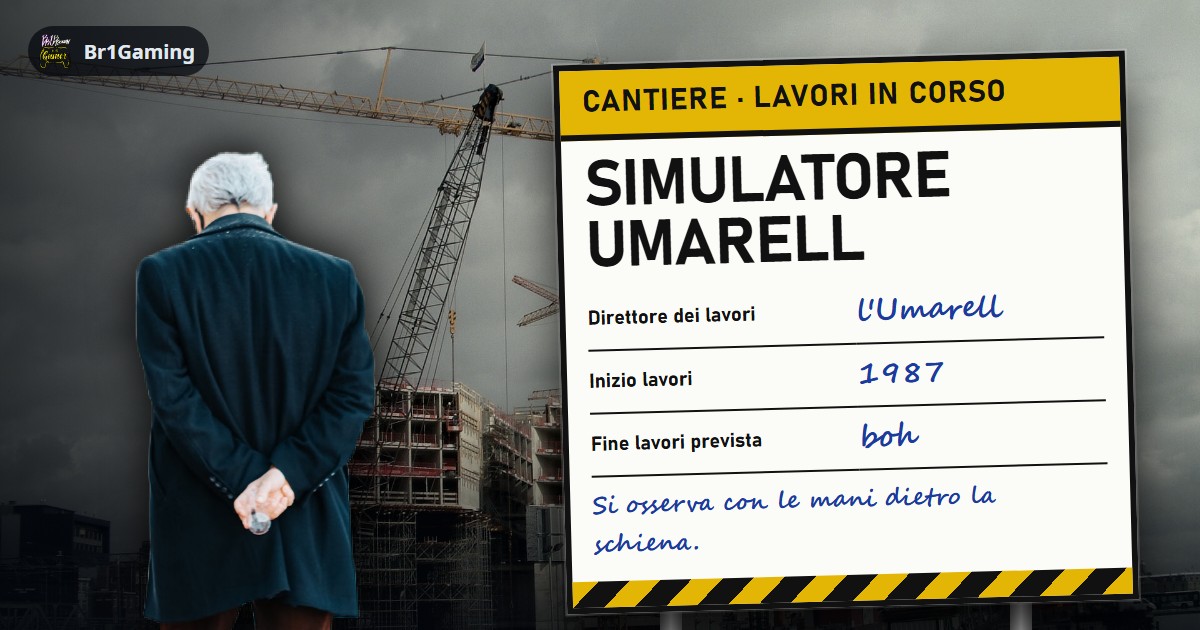 Br1Gaming
CANTIERE · LAVORI IN CORSO
SIMULATORE
UMARELL
Direttore dei lavori l'Umarell
Inizio lavori 1987
Fine lavori prevista boh
Si osserva con le mani dietro la
schiena.